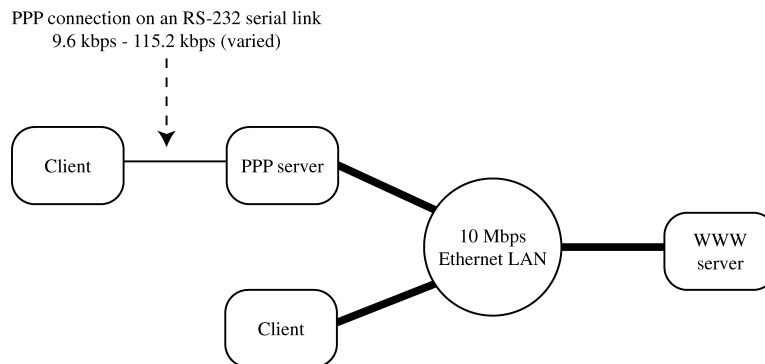 PPP connection on an RS-232 serial link
9.6 kbps - 115.2 kbps (varied)
Client
PPP server
10 Mbps
Ethernet LAN
WWW
server
Client